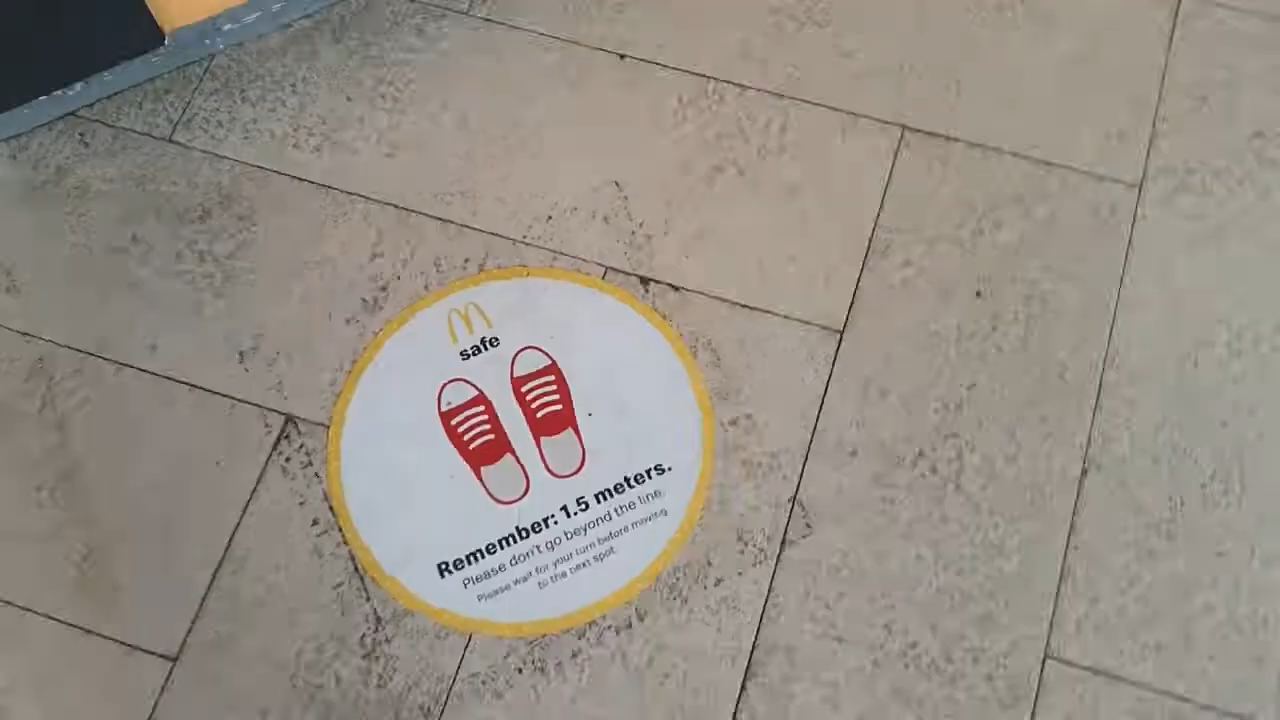 safe
Remember: 1.5 meters.
Please don't go beyond the line.
Please wait for your turn before moving
to the next spot.